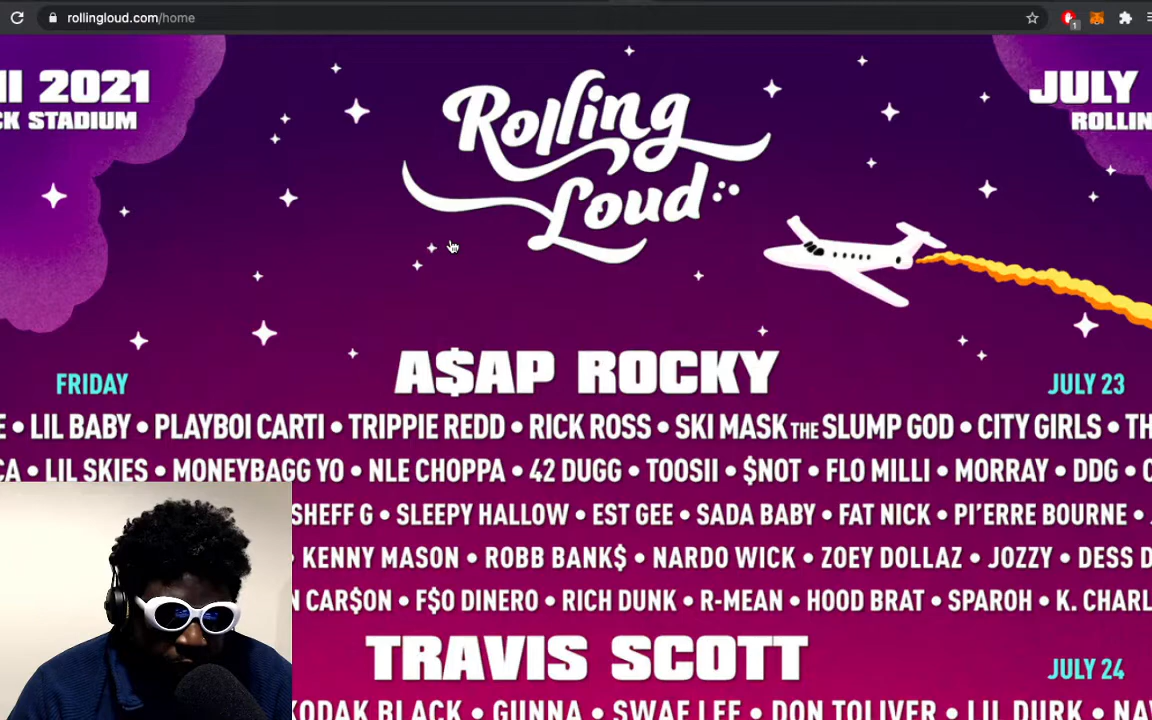 rollingloud.com/home
1
2021
JULY
STADIUM
Rolling
Loud
A$AP ROCKY
FRIDAY
JULY 23
• LIL BABY • PLAYBOI CARTI • TRIPPIE REDD • RICK ROSS • SKI MASK THE SLUMP GOD • CITY GIRLS •
• LIL SKIES • MONEYBAGG YO • NLE CHOPPA • 42 DUGG • TOOSII • $NOT • FLO MILLI • MORRAY • DDG •
SHEFF G • SLEEPY HALLOW • EST GEE • SADA BABY • FAT NICK • PI'ERRE BOURNE •
• KENNY MASON • ROBB BANK$ • NARDO WICK • ZOEY DOLLAZ • JOZZY • DESS
CAR$ON • F$O DINERO • RICH DUNK • R-MEAN • HOOD BRAT • SPAROH • K.
TRAVIS SCOTT
JULY 24
KODAK BLACK • GUNNA • SWAE LEE • DON TOLIVER • LIL DURK •